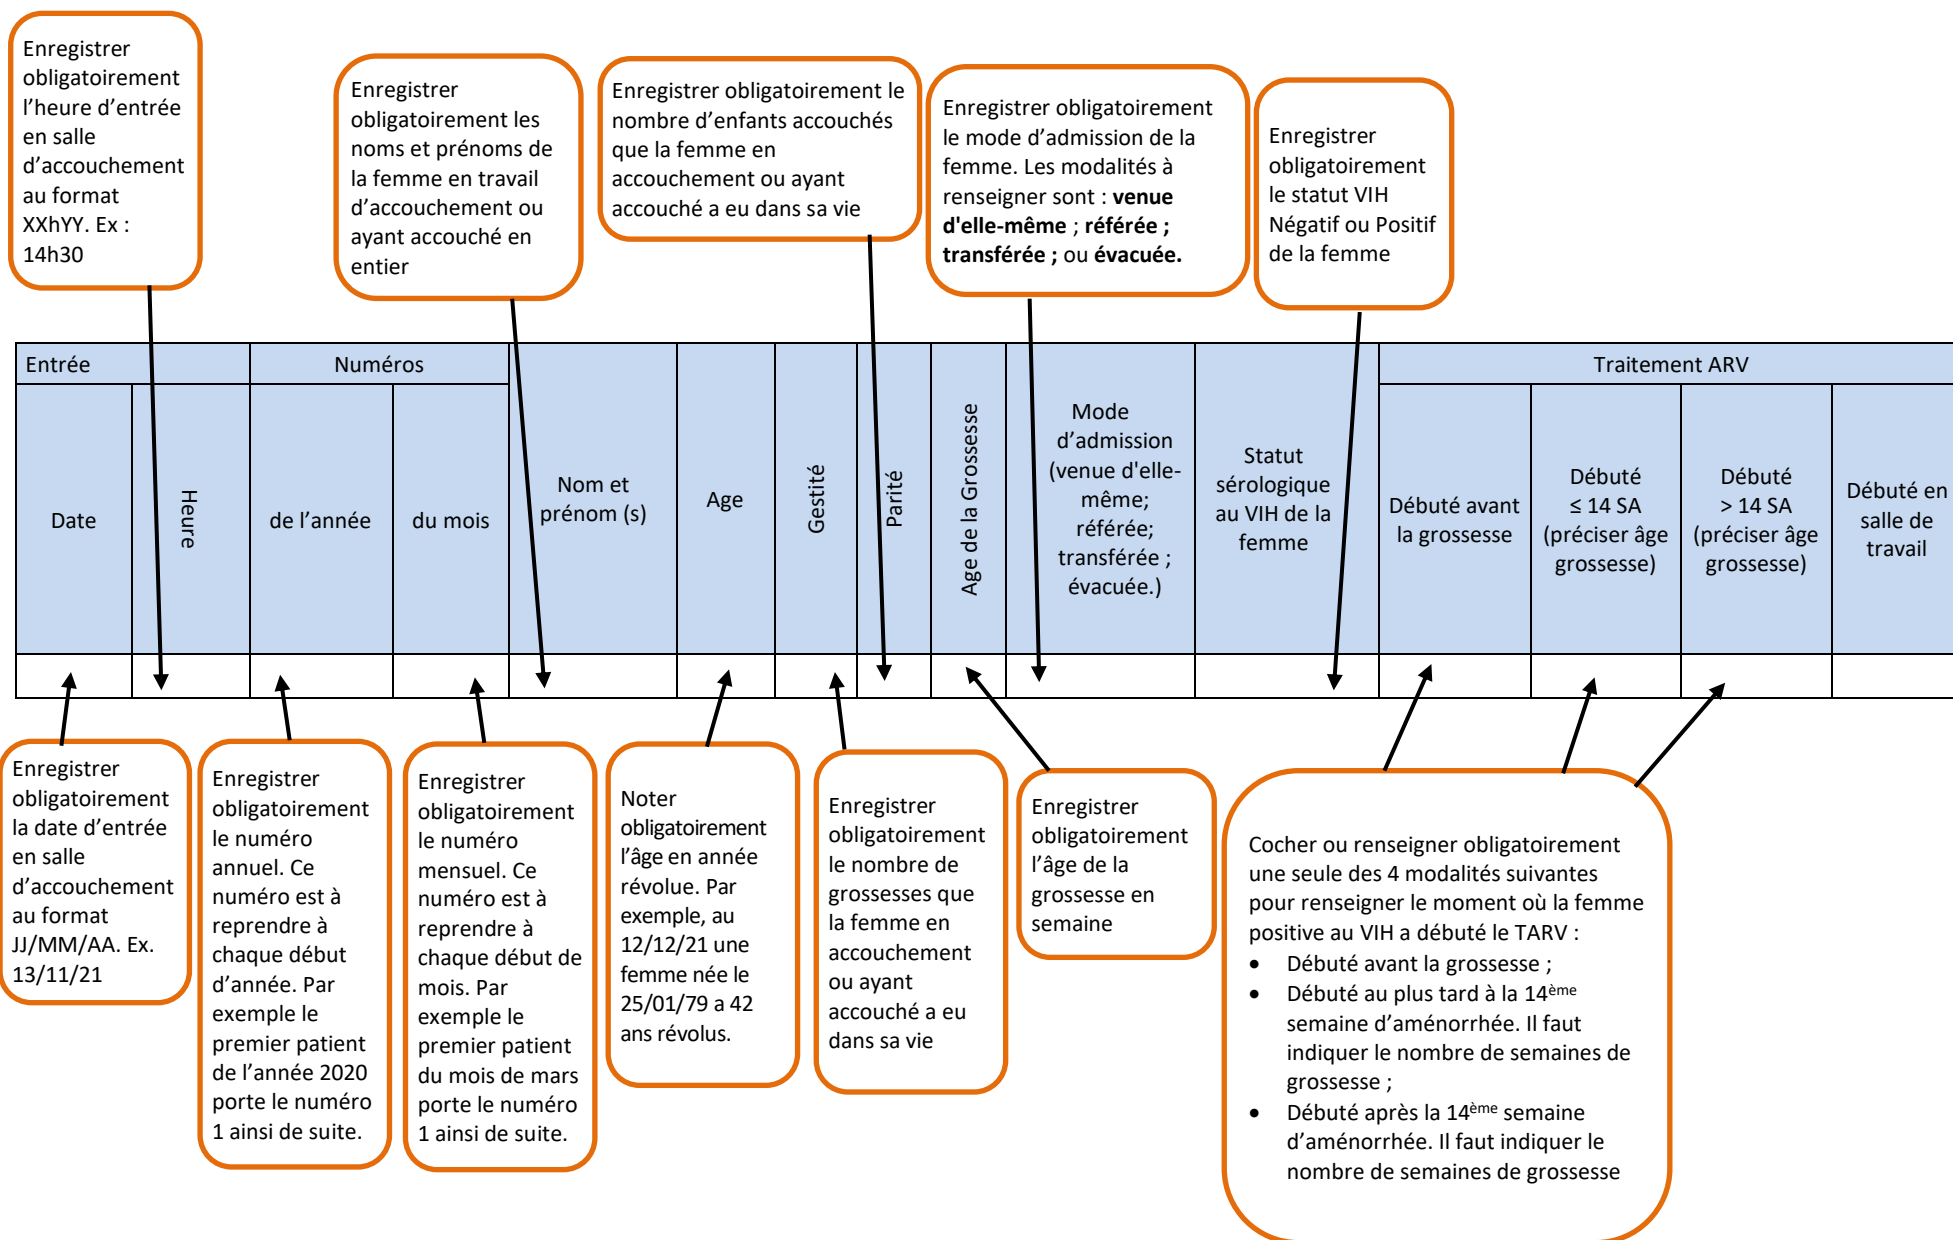 Enregistrer
obligatoirement
l'heure d'entrée
en salle
d'accouchement
au format
XXhYY. Ex :
14h30
Enregistrer
obligatoirement les
noms et prénoms de
la femme en travail
d'accouchement ou
ayant accouché en
entier
Enregistrer obligatoirement le
nombre d'enfants accouchés
que la femme en
accouchement ou ayant
accouché a eu dans sa vie
Enregistrer obligatoirement
le mode d'admission de la
femme. Les modalités à
renseigner sont : venue
d'elle-même ; référée ;
transférée ; ou évacuée.
Enregistrer
obligatoirement
le statut VIH
Négatif ou Positif
de la femme
Entrée
Numéros
Traitement ARV
Date
Heure
de l'année
du mois
Nom et
prénom (s)
Age
Gestité
Parité
Age de la Grossesse
Mode
d'admission
(venue d'elle-
même;
référée;
transférée ;
évacuée.)
Statut
sérologique
au VIH de la
femme
Débuté avant
la grossesse
Débuté
≤ 14 SA
(préciser âge
grossesse)
Débuté
> 14 SA
(préciser âge
grossesse)
Débuté en
salle de
travail
Enregistrer
obligatoirement
la date d'entrée
en salle
d'accouchement
au format
JJ/MM/AA. Ex.
13/11/21
Enregistrer
obligatoirement
le numéro
annuel. Ce
numéro est à
reprendre à
chaque début
d'année. Par
exemple le
premier patient
de l'année 2020
porte le numéro
1 ainsi de suite.
Enregistrer
obligatoirement
le numéro
mensuel. Ce
numéro est à
reprendre à
chaque début de
mois. Par
exemple le
premier patient
du mois de mars
porte le numéro
1 ainsi de suite.
Noter
obligatoirement
l'âge en année
révolue. Par
exemple, au
12/12/21 une
femme née le
25/01/79 a 42
ans révolus.
Enregistrer
obligatoirement
le nombre de
grossesses que
la femme en
accouchement
ou ayant
accouché a eu
dans sa vie
Enregistrer
obligatoirement
l'âge de la
grossesse en
semaine
Cocher ou renseigner obligatoirement
une seule des 4 modalités suivantes
pour renseigner le moment où la femme
positive au VIH a débuté le TARV :
• Débuté avant la grossesse ;
• Débuté au plus tard à la 14ème
semaine d'aménorrhée. Il faut
indiquer le nombre de semaines de
grossesse ;
• Débuté après la 14ème semaine
d'aménorrhée. Il faut indiquer le
nombre de semaines de grossesse